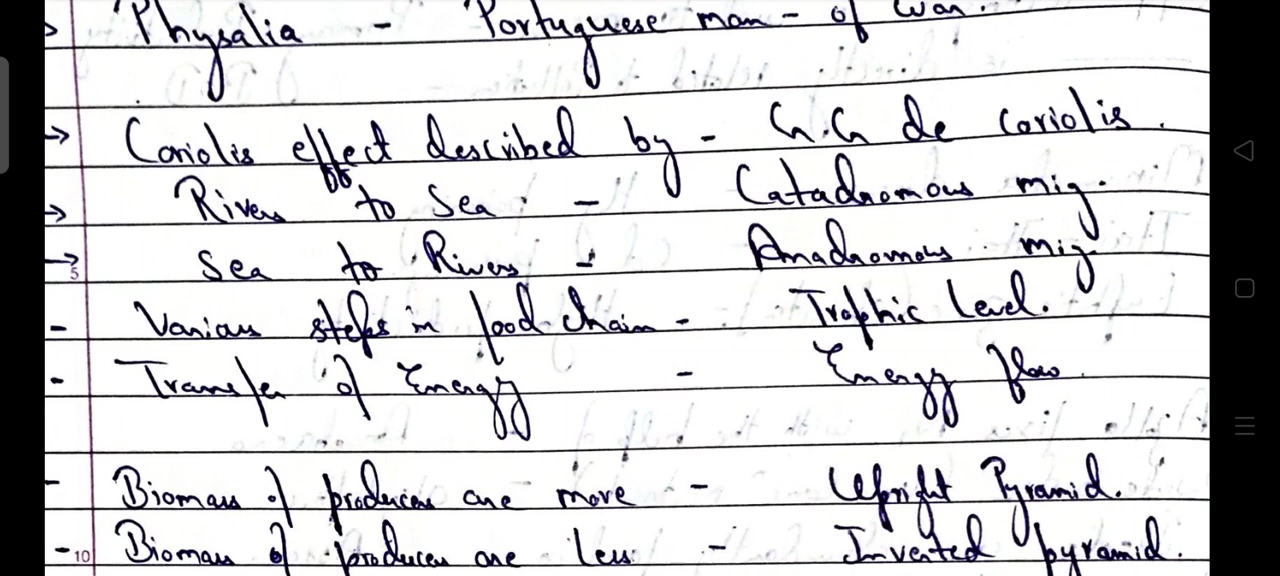 > Physalia - Portuguese man-of war.
→ Coriolis effect described by - G.G de coriolis.
→ Rivers to Sea - Catadromous mig.
→ Sea to Rivers - Anadromous mig.
5
- Various steps in food chain - Trophic level.
- Transfer of Energy - Energy flow.
- Biomass of producers are more - Upright Pyramid.
-10 Biomass of producers are less - Inverted pyramid.